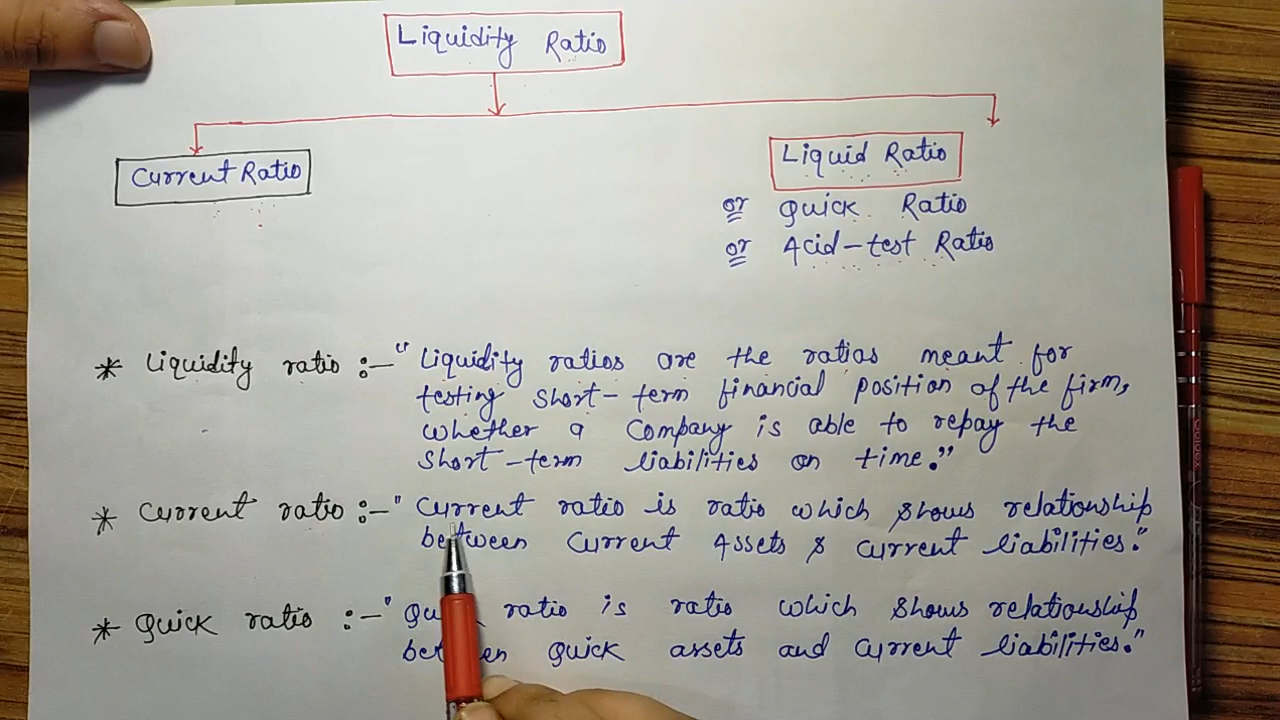 Liquidity Ratio
Current Ratio
Liquid Ratio
or Quick Ratio
or Acid-test Ratio
* Liquidity ratio :- "Liquidity ratios are the ratios meant for
testing short-term financial position of the firm,
whether a company is able to repay the
short-term liabilities on time."
* Current ratio :- "Current ratio is ratio which shows relationship
between current Assets & current liabilities."
* Quick ratio :- "Quick ratio is ratio which shows relationship
between quick assets and current liabilities."